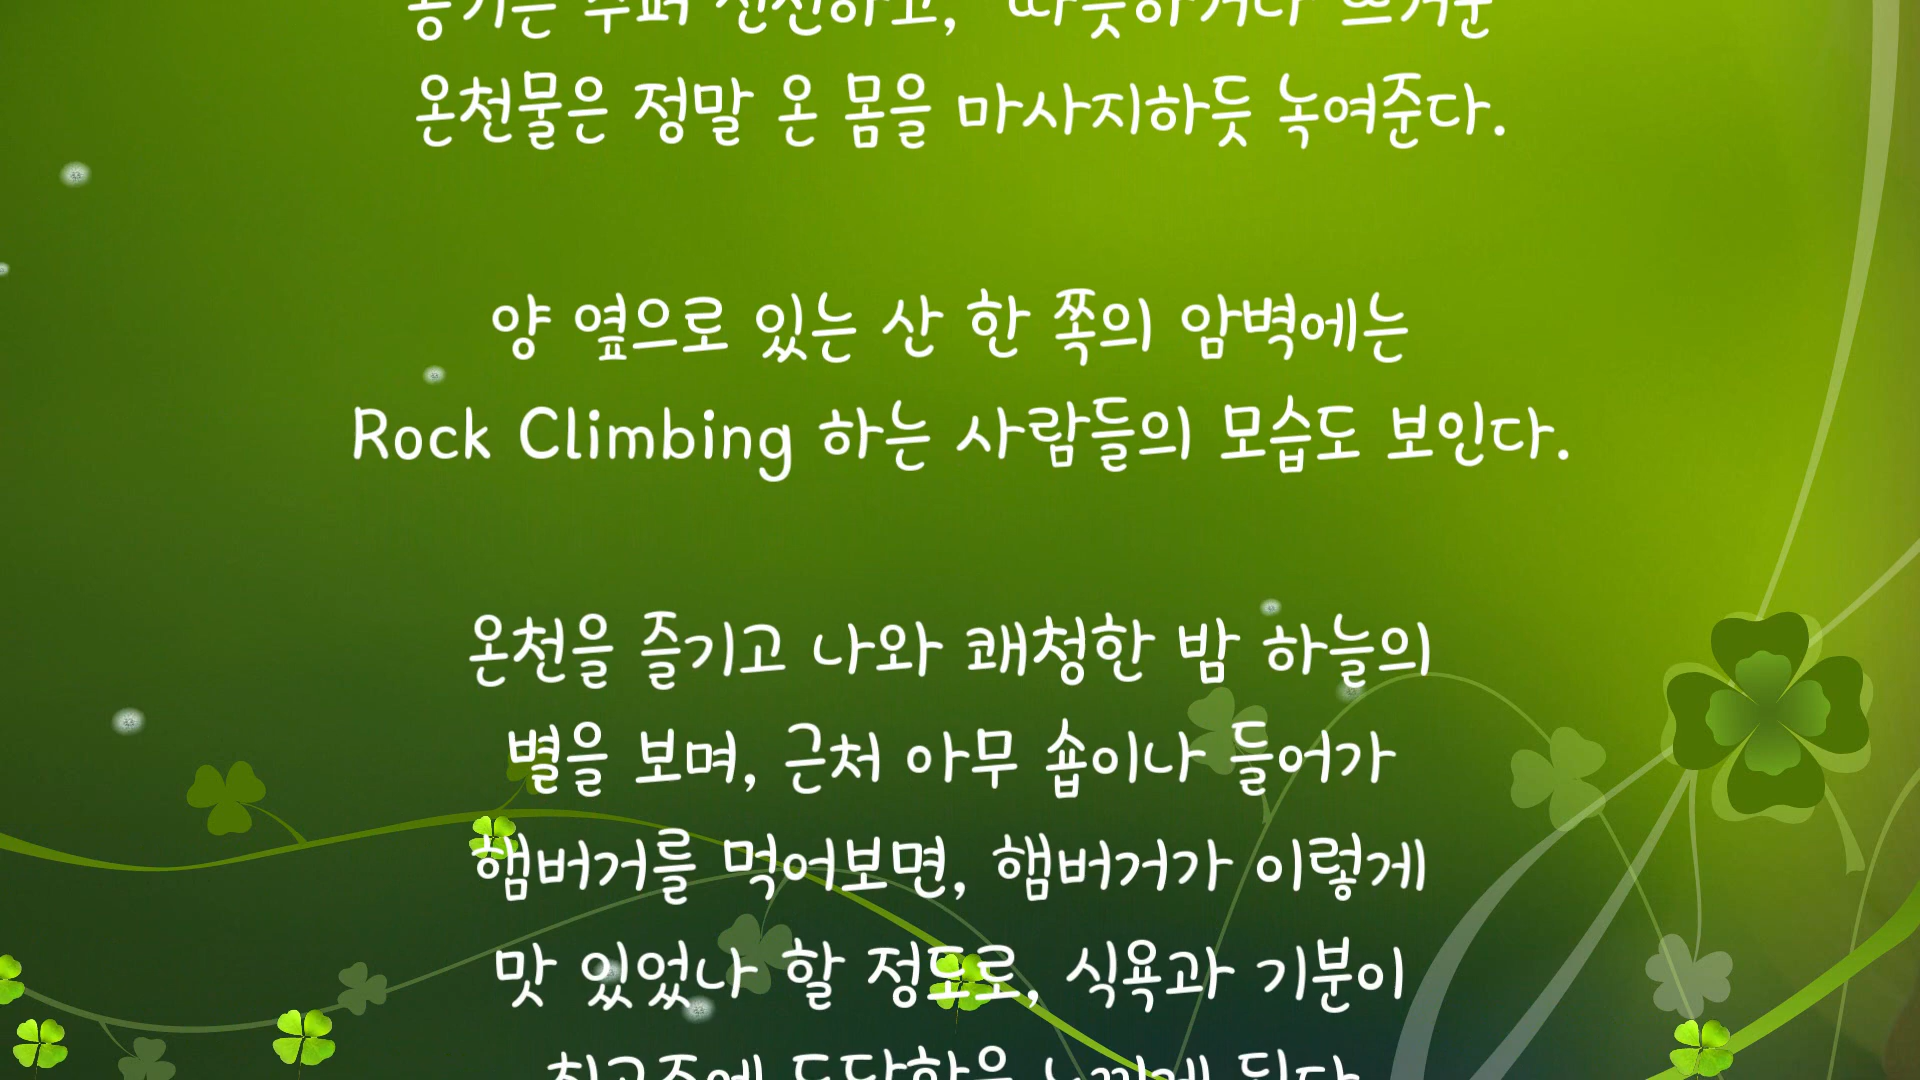 온천물은 정말 온 몸을 마사지하듯 녹여준다.
양 옆으로 있는 산 한 쪽의 암벽에는
Rock Climbing 하는 사람들의 모습도 보인다.
온천을 즐기고 나와 쾌청한 밤 하늘의
별을 보며, 근처 아무 숍이나 들어가
햄버거를 먹어보면, 햄버거가 이렇게
맛 있었나 할 정도로, 식욕과 기분이